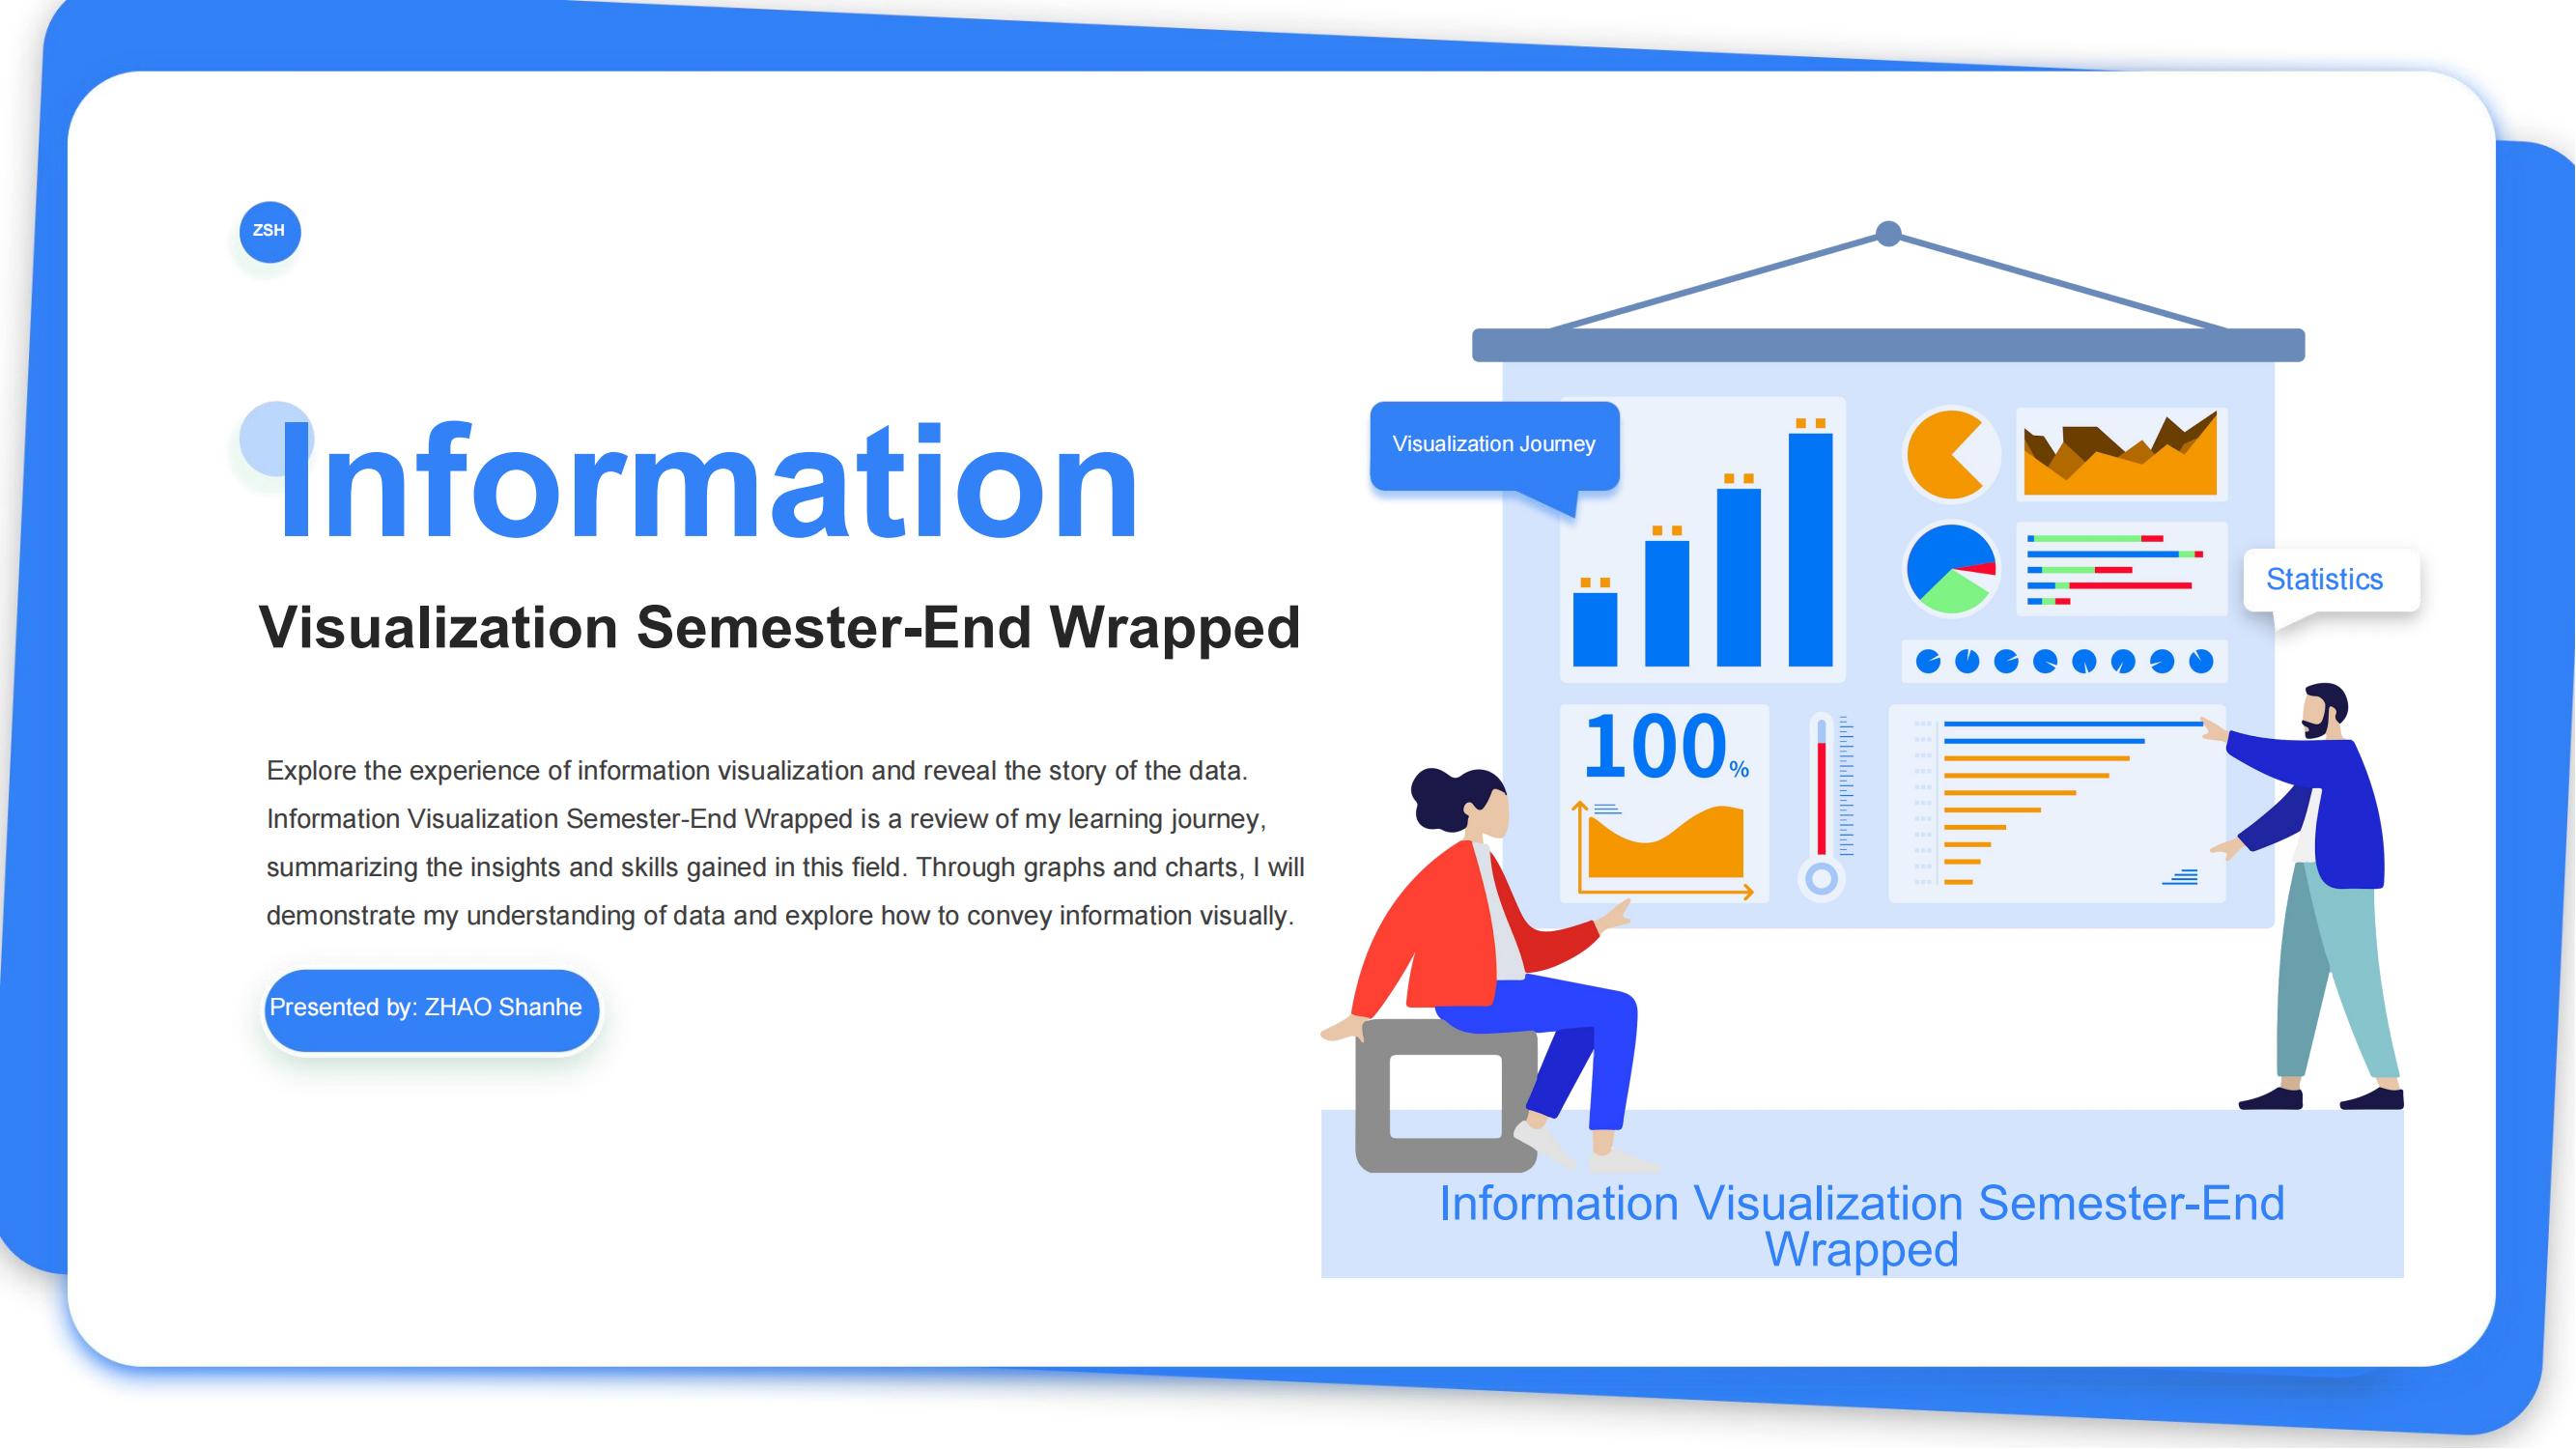 ZSH
Information
Visualization Semester-End Wrapped
Explore the experience of information visualization and reveal the story of the data.
Information Visualization Semester-End Wrapped is a review of my learning journey,
summarizing the insights and skills gained in this field. Through graphs and charts, I will
demonstrate my understanding of data and explore how to convey information visually.
Presented by: ZHAO Shanhe
Visualization Journey
Statistics
100%
Information Visualization Semester-End
Wrapped